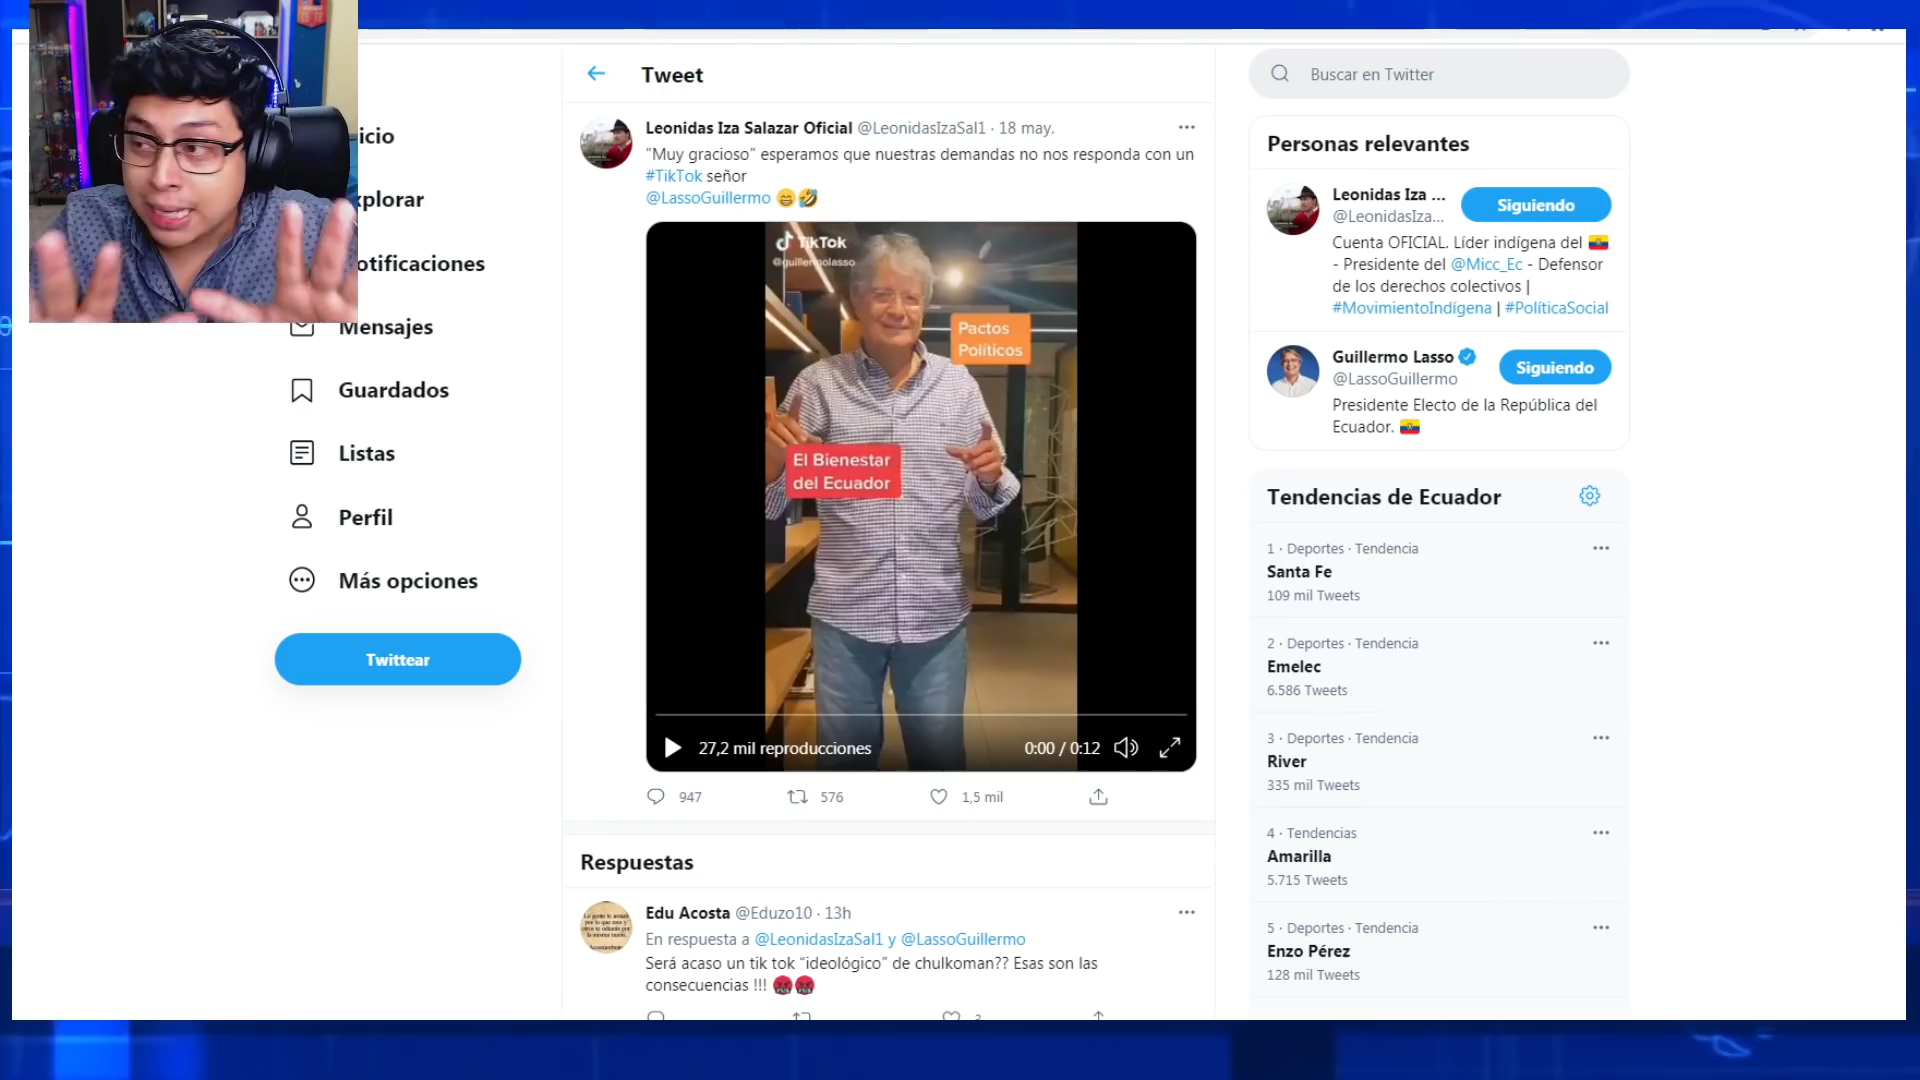 Inicio
Explorar
Notificaciones
Mensajes
Guardados
Listas
Perfil
Más opciones
Twittear
Tweet
Leonidas Iza Salazar Oficial @LeonidasIzaSal1 · 18 may.
"Muy gracioso" esperamos que nuestras demandas no nos responda con un
#TikTok señor
@LassoGuillermo 😄🤣
TikTok
@guillermolasso
Pactos
Políticos
El Bienestar
del Ecuador
27,2 mil reproducciones
0:00 / 0:12
947
576
1,5 mil
Respuestas
Edu Acosta @Eduzo10 · 13h
En respuesta a @LeonidasIzaSal1 y @LassoGuillermo
Será acaso un tik tok “ideológico” de chulkoman?? Esas son las
consecuencias !!! 🤬🤬
Buscar en Twitter
Personas relevantes
Leonidas Iza ...
Siguiendo
@LeonidasIza...
Cuenta OFICIAL. Líder indígena del 🇪🇨
- Presidente del @Micc_Ec - Defensor
de los derechos colectivos |
#MovimientoIndígena | #PolíticaSocial
Guillermo Lasso
Siguiendo
@LassoGuillermo
Presidente Electo de la República del
Ecuador. 🇪🇨
Tendencias de Ecuador
1 · Deportes · Tendencia
Santa Fe
109 mil Tweets
2 · Deportes · Tendencia
Emelec
6.586 Tweets
3 · Deportes · Tendencia
River
335 mil Tweets
4 · Tendencias
Amarilla
5.715 Tweets
5 · Deportes · Tendencia
Enzo Pérez
128 mil Tweets